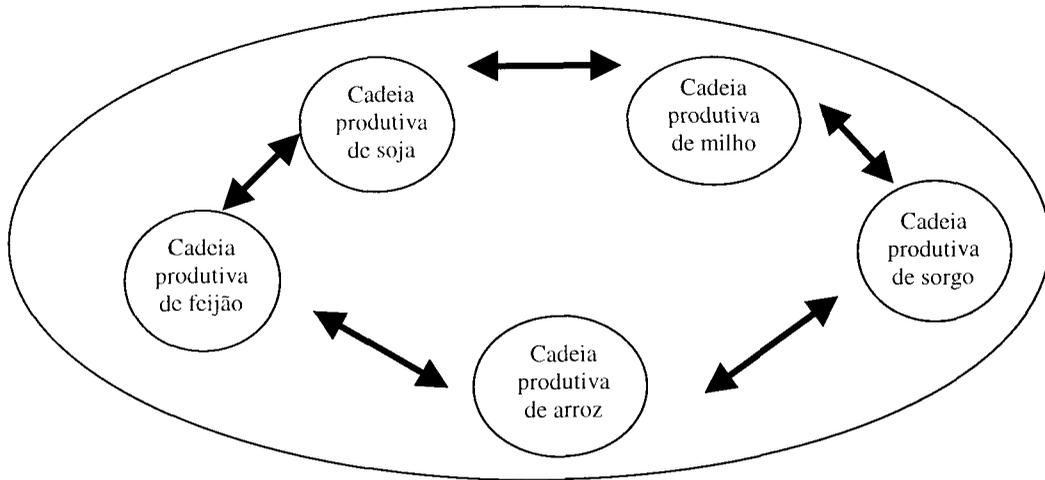 Cadeia
produtiva
de soja
Cadeia
produtiva
de milho
Cadeia
produtiva
de feijão
Cadeia
produtiva
de sorgo
Cadeia
produtiva
de arroz